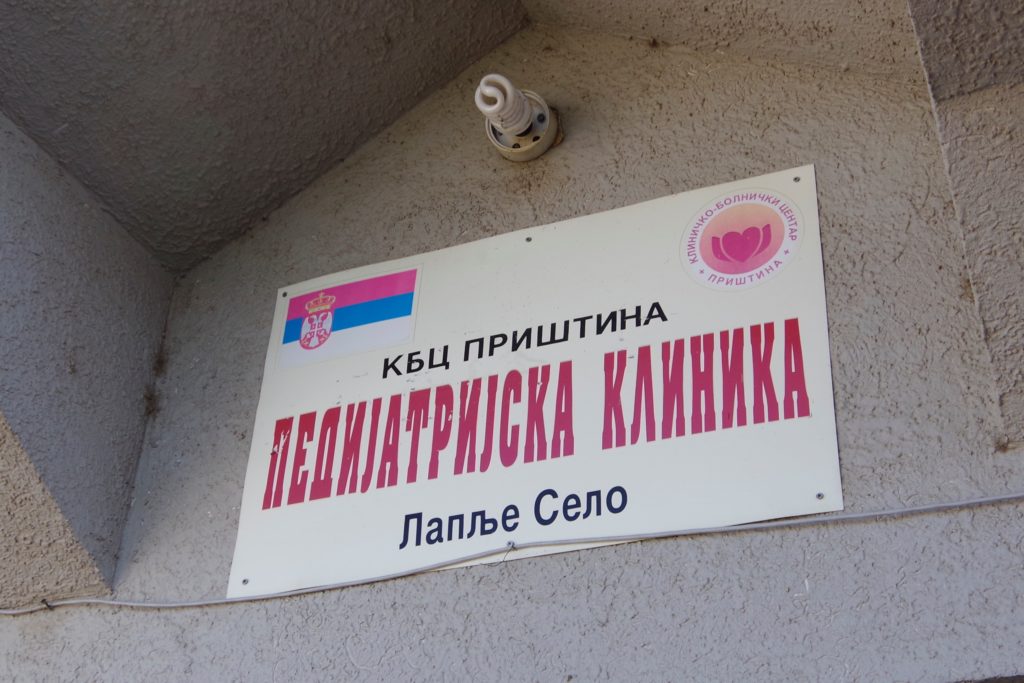 КЛИНИЧКО-БОЛНИЧКИ ЦЕНТАР
+ ПРИШТИНА +
КБЦ ПРИШТИНА
ПЕДИЈАТРИЈСКА КЛИНИКА
Лапље Село